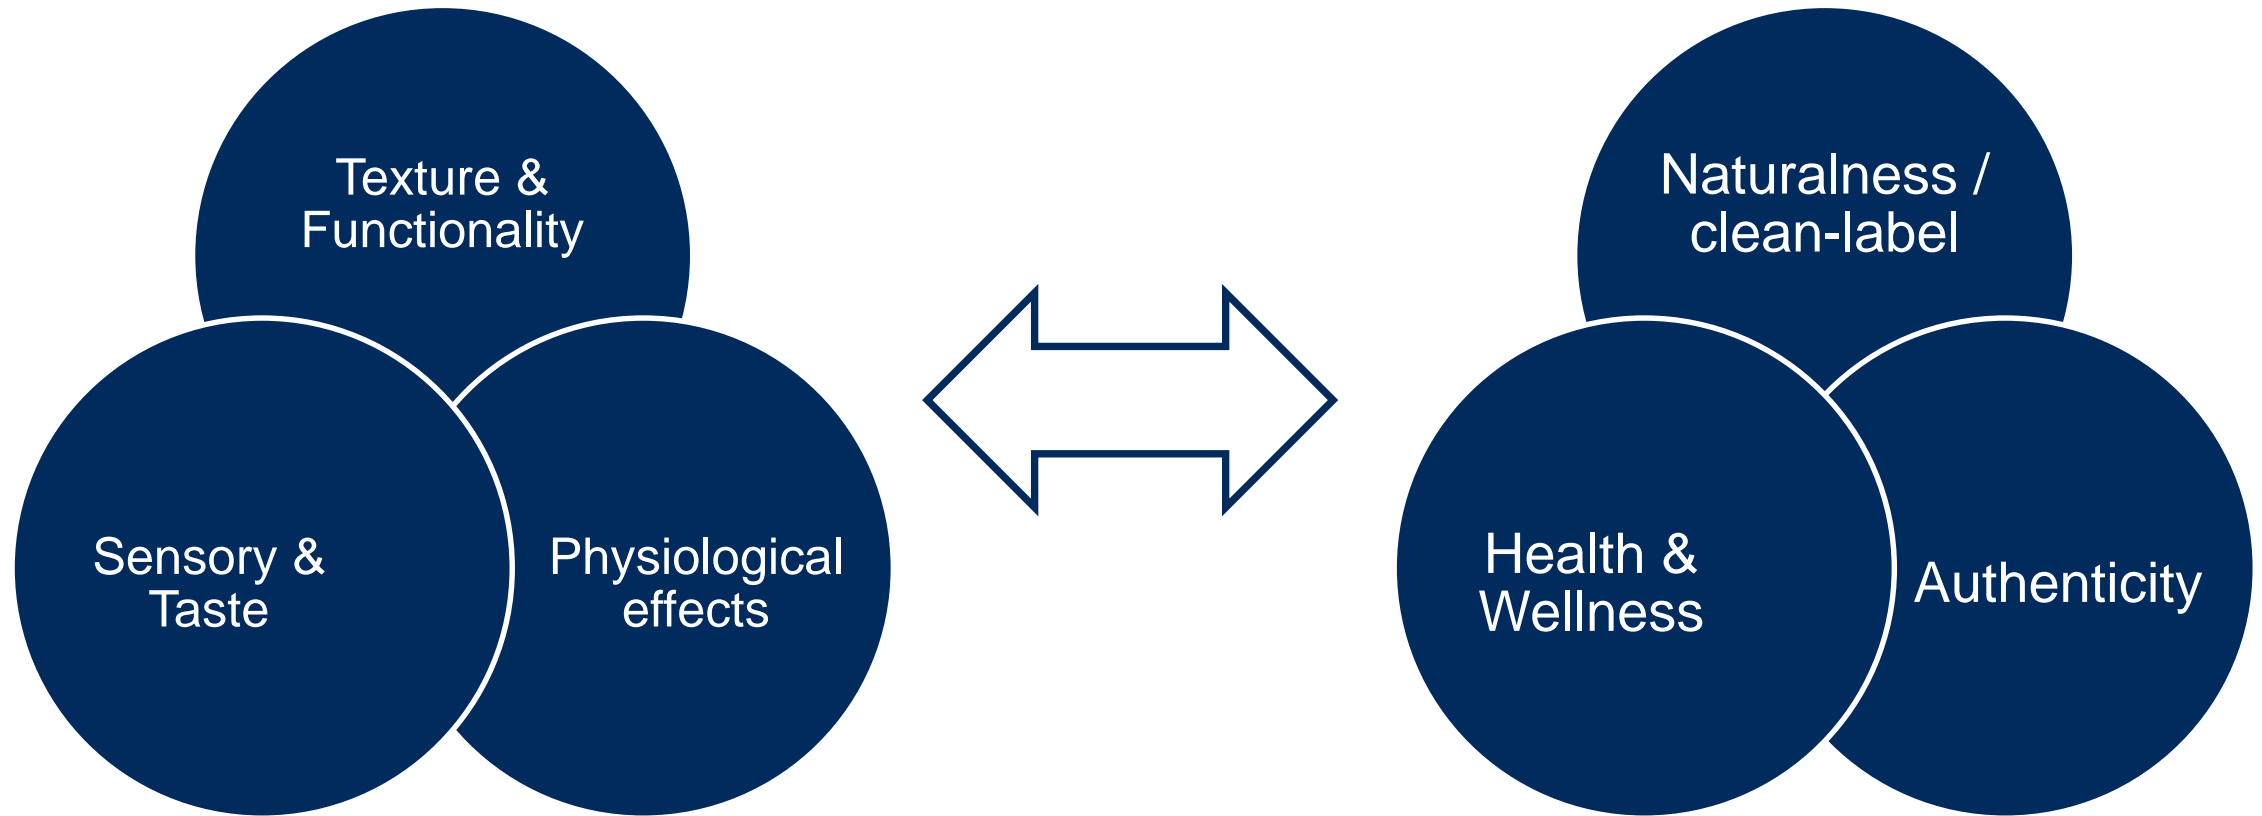 Texture &
Functionality
Sensory &
Taste
Physiological
effects
Naturalness /
clean-label
Health &
Wellness
Authenticity